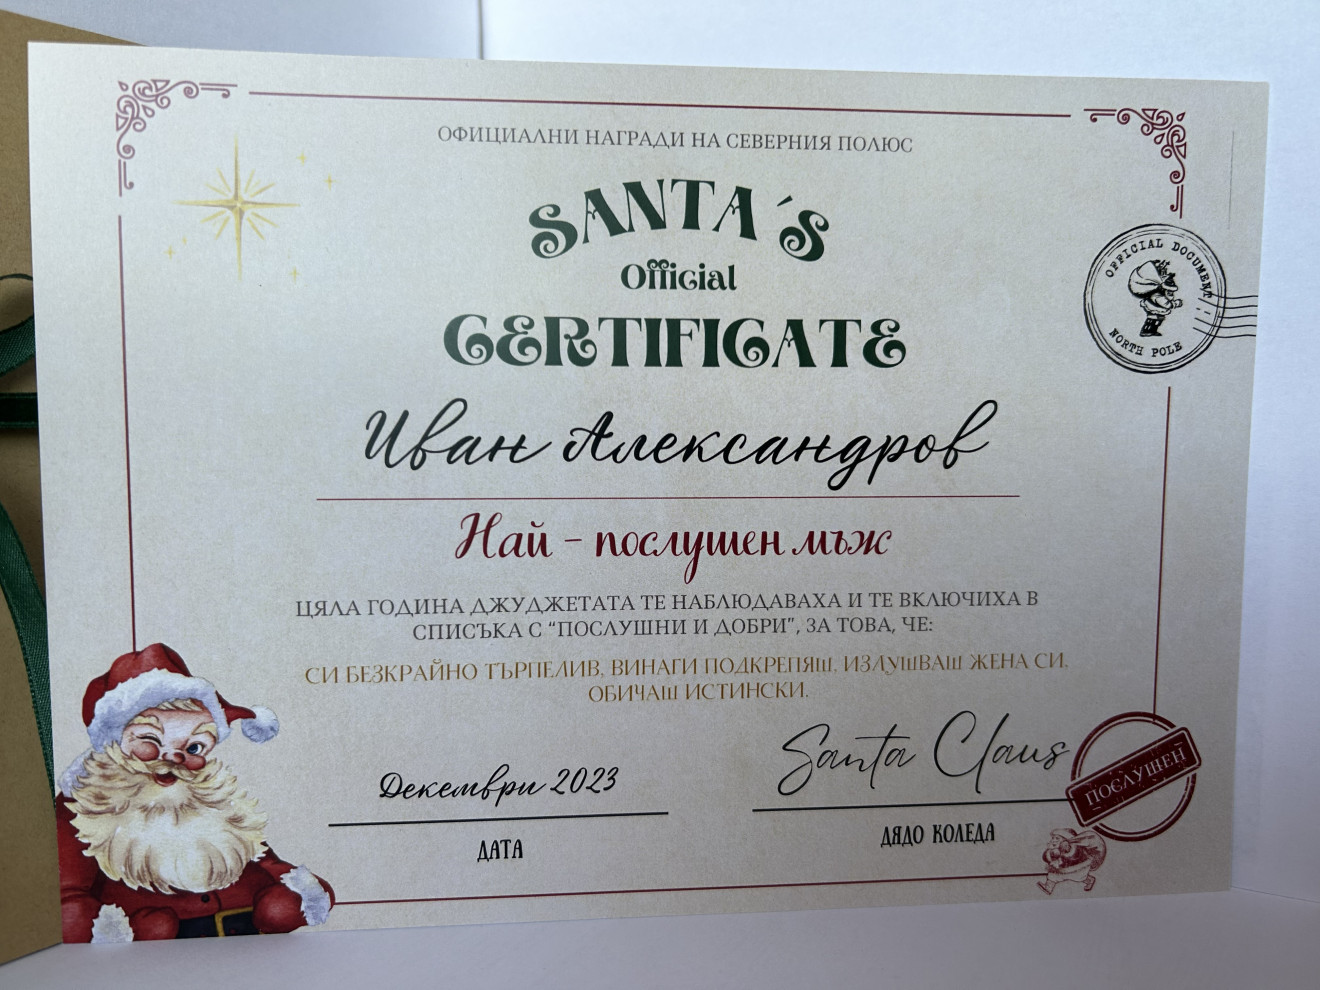 ОФИЦИАЛНИ НАГРАДИ НА СЕВЕРНИЯ ПОЛЮС
SANTA´S
Official
CERTIFICATE
OFFICIAL DOCUMENT
NORTH POLE
Иван Александров
Най - послушен мъж
ЦЯЛА ГОДИНА ДЖУДЖЕТАТА ТЕ НАБЛЮДАВАХА И ТЕ ВКЛЮЧИХА В
СПИСЪКА С “ПОСЛУШНИ И ДОБРИ”, ЗА ТОВА, ЧЕ:
СИ БЕЗКРАЙНО ТЪРПЕЛИВ, ВИНАГИ ПОДКРЕПЯШ, ИЗЛУШВАШ ЖЕНА СИ,
ОБИЧАШ ИСТИНСКИ.
Декември 2023
ДАТА
Santa Claus
ДЯДО КОЛЕДА
ПОСЛУШЕН